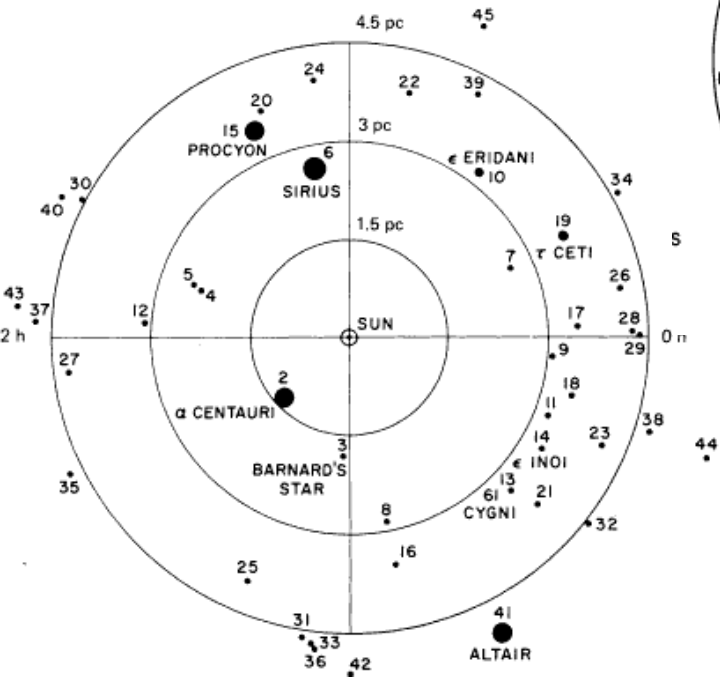 45
4.5 pc
24
22
39
20
15
PROCYON
3 pc
6
SIRIUS
ε ERIDANI
10
30
40
34
19
τ CETI
S
1.5 pc
7
5
4
26
43
37
12
SUN
17
28
2 h
0 h
29
27
9
2
α CENTAURI
18
11
38
3
BARNARD'S
STAR
14
ε INDI
23
44
13
61
CYGNI
21
35
8
32
16
25
31
33
36
41
ALTAIR
42